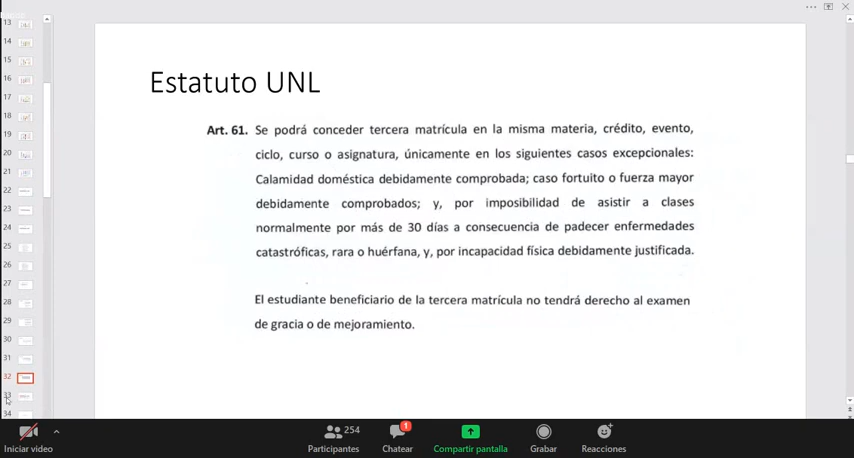 13
14
15
16
17
18
19
20
21
22
23
24
25
26
27
28
29
30
31
32
33
34
Estatuto UNL
Art. 61. Se podrá conceder tercera matrícula en la misma materia, crédito, evento,
ciclo, curso o asignatura, únicamente en los siguientes casos excepcionales:
Calamidad doméstica debidamente comprobada; caso fortuito o fuerza mayor
debidamente comprobados; y, por imposibilidad de asistir a clases
normalmente por más de 30 días a consecuencia de padecer enfermedades
catastróficas, rara o huérfana, y, por incapacidad física debidamente justificada.
El estudiante beneficiario de la tercera matrícula no tendrá derecho al examen
de gracia o de mejoramiento.
254
1
Iniciar video
Participantes
Chatear
Compartir pantalla
Grabar
Reacciones